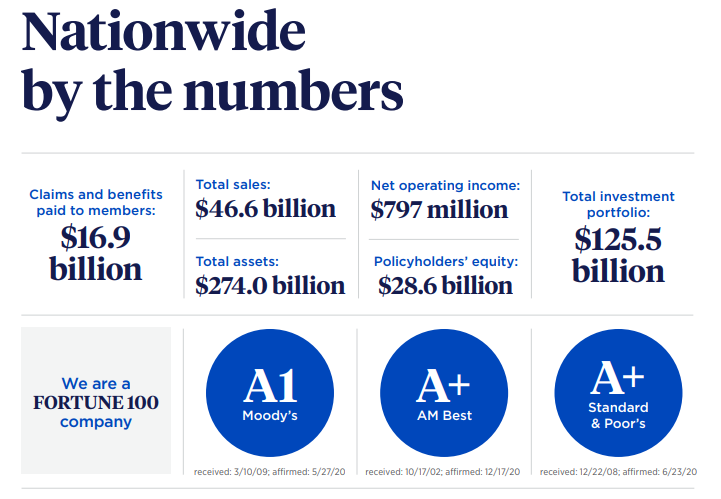 Nationwide
by the numbers
Claims and benefits
paid to members:
$16.9
billion
Total sales:
$46.6 billion
Total assets:
$274.0 billion
Net operating income:
$797 million
Policyholders' equity:
$28.6 billion
Total investment
portfolio:
$125.5
billion
We are a
FORTUNE 100
company
A1
Moody's
received: 3/10/09; affirmed: 5/27/20
A+
AM Best
received: 10/17/02; affirmed: 12/17/20
A+
Standard
& Poor's
received: 12/22/08; affirmed: 6/23/20